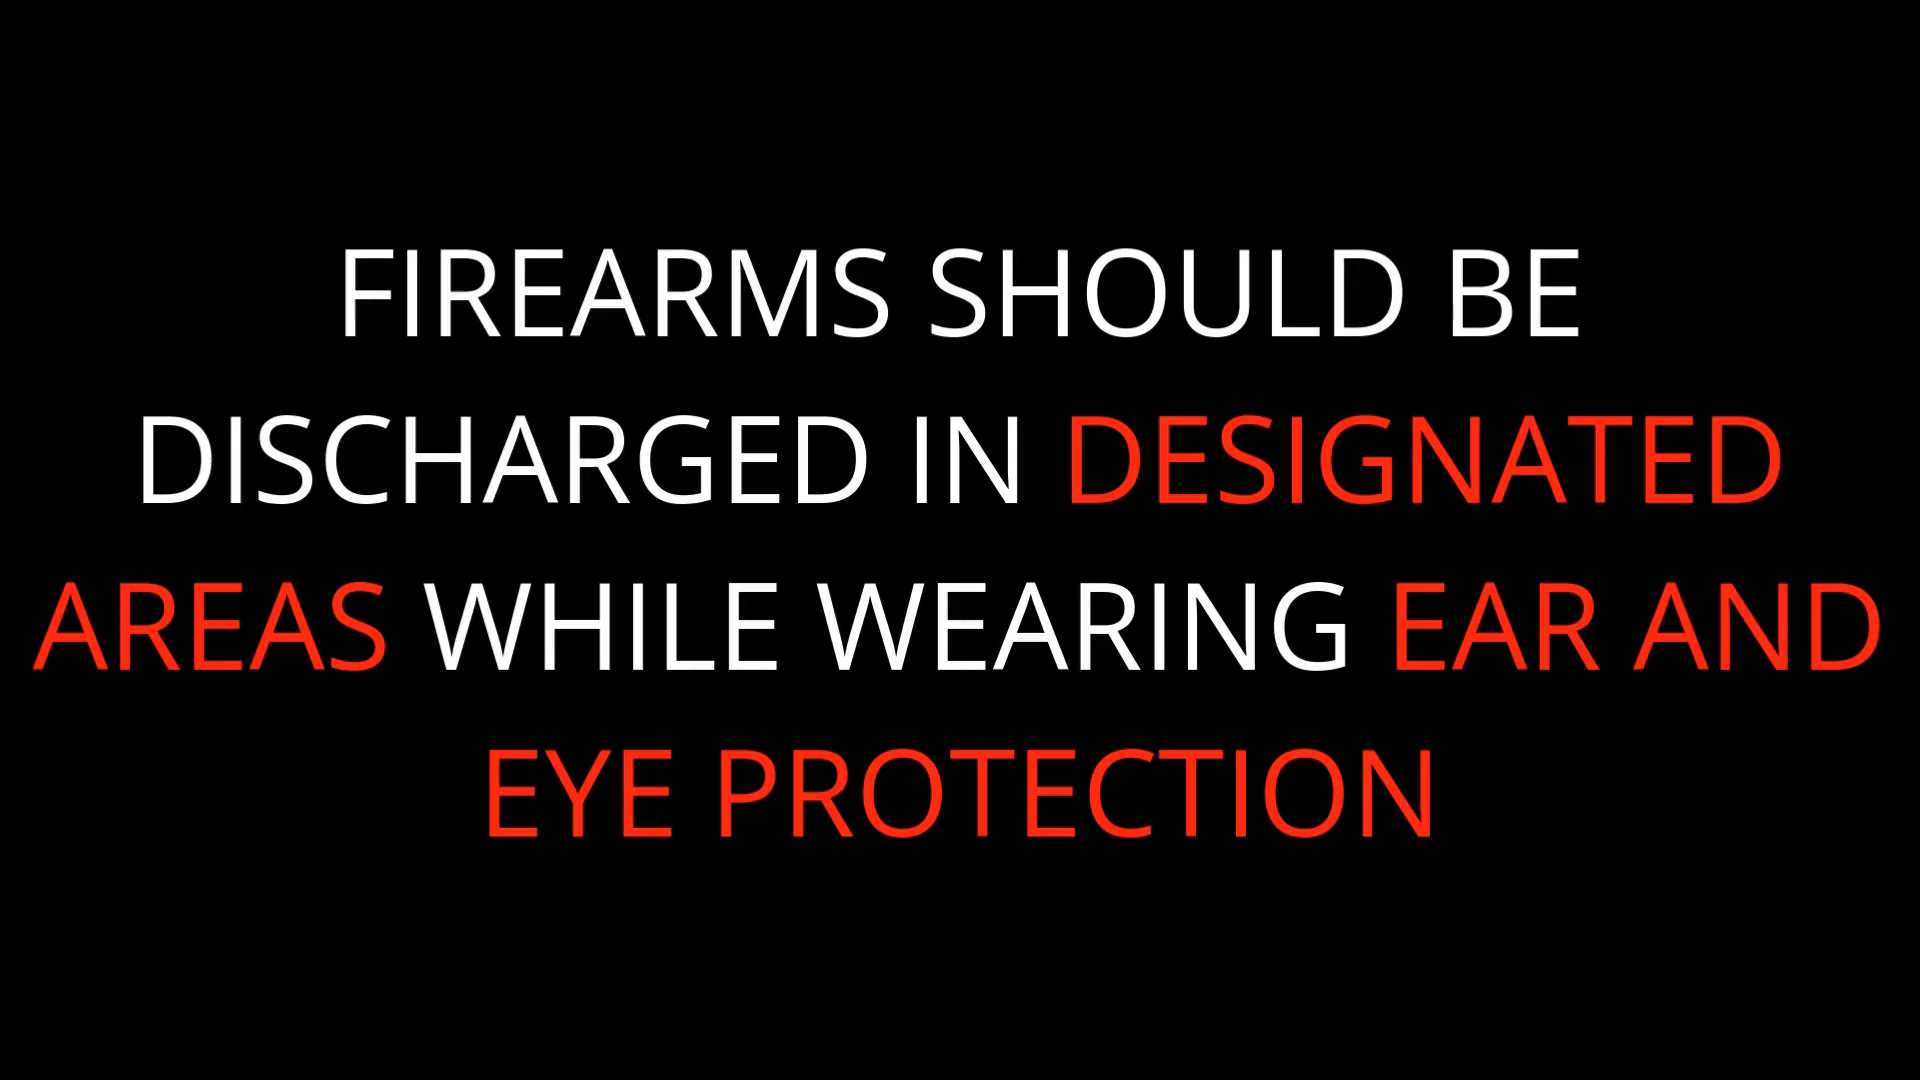 FIREARMS SHOULD BE
DISCHARGED IN DESIGNATED
AREAS WHILE WEARING EAR AND
EYE PROTECTION